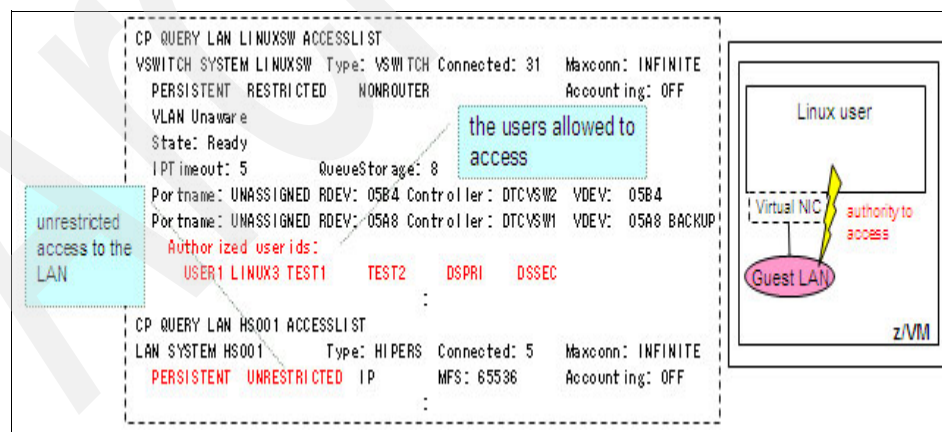 CP QUERY LAN LINUXSW ACCESSLIST
VSWITCH SYSTEM LINUXSW Type: VSWITCH Connected: 31 Maxconn: INFINITE
PERSISTENT RESTRICTED NONROUTER Accounting: OFF
VLAN Unaware
State: Ready
IPTimeout: 5 QueueStorage: 8
Portname: UNASSIGNED RDEV: 05B4 Controller: DTCVSW2 VDEV: 05B4
Portname: UNASSIGNED RDEV: 05A8 Controller: DTCVSW1 VDEV: 05A8 BACKUP
Authorized userids:
USER1 LINUX3 TEST1 TEST2 DSPRI DSSEC
:
CP QUERY LAN HS001 ACCESSLIST
LAN SYSTEM HS001 Type: HIPERS Connected: 5 Maxconn: INFINITE
PERSISTENT UNRESTRICTED IP MFS: 65536 Accounting: OFF
:
the users allowed to
access
unrestricted
access to the
LAN
Linux user
Virtual NIC
authority to
access
Guest LAN
z/VM